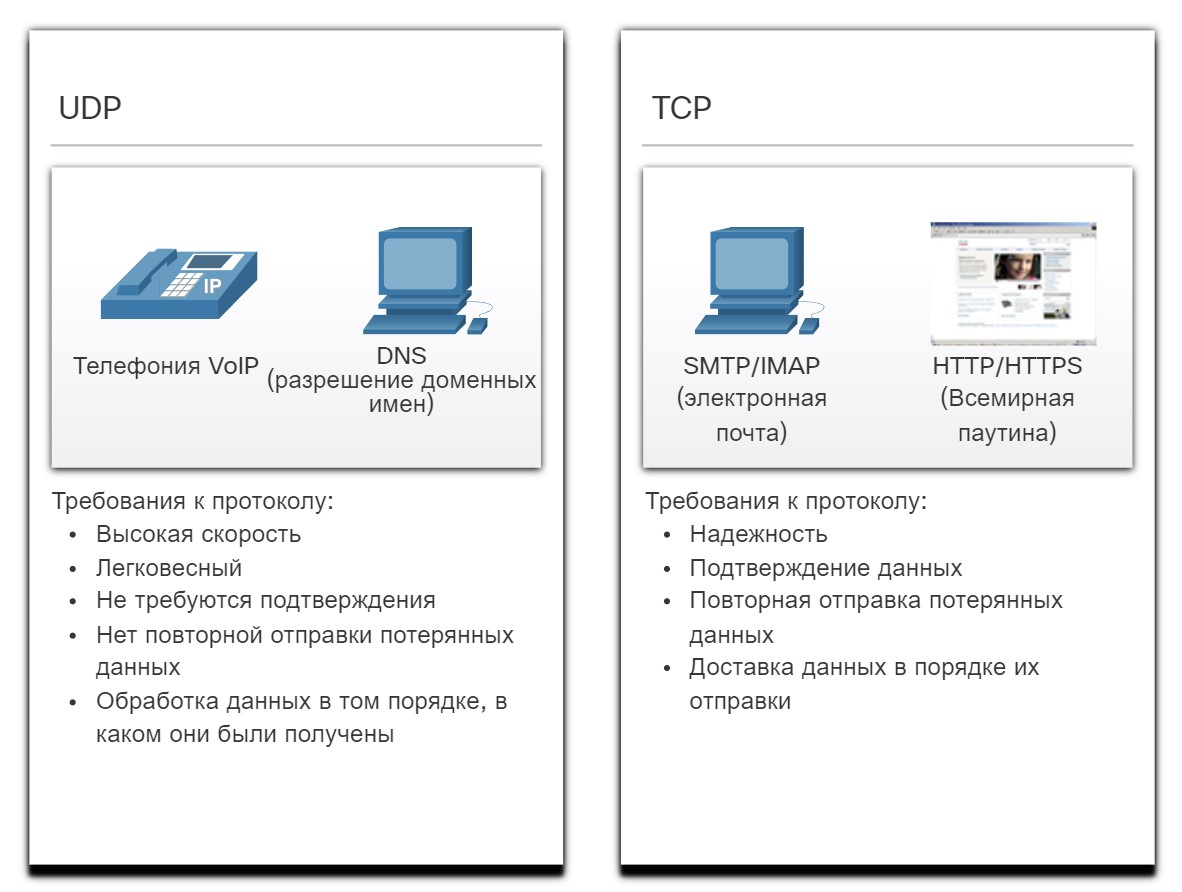 UDP
IP
Телефония VoIP
DNS
(разрешение доменных
имен)
Требования к протоколу:
• Высокая скорость
• Легковесный
• Не требуются подтверждения
• Нет повторной отправки потерянных
данных
• Обработка данных в том порядке, в
каком они были получены
TCP
SMTP/IMAP
(электронная
почта)
HTTP/HTTPS
(Всемирная
паутина)
Требования к протоколу:
• Надежность
• Подтверждение данных
• Повторная отправка потерянных
данных
• Доставка данных в порядке их
отправки